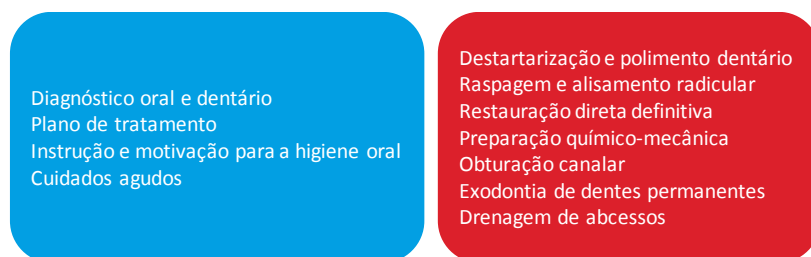 Diagnóstico oral e dentário
Plano de tratamento
Instrução e motivação para a higiene oral
Cuidados agudos
Destartarização e polimento dentário
Raspagem e alisamento radicular
Restauração direta definitiva
Preparação químico-mecânica
Obturação canalar
Exodontia de dentes permanentes
Drenagem de abcessos